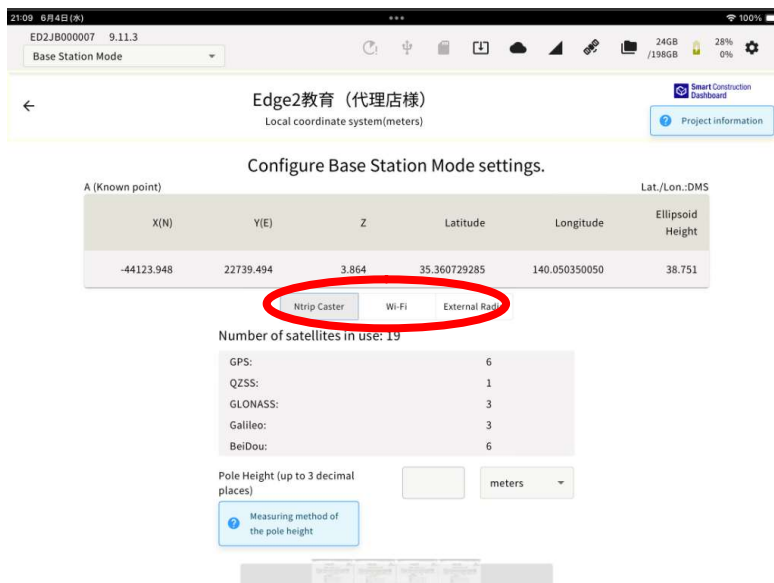 21:09 6月4日(水) 100%
ED2JB000007 9.11.3
Base Station Mode
24GB
/198GB
28%
0%
Edge2教育（代理店様）
Local coordinate system(meters)
Smart Construction
Dashboard
Project information
Configure Base Station Mode settings.
A (Known point) Lat./Lon.:DMS
X(N) Y(E) Z Latitude Longitude Ellipsoid Height
-44123.948 22739.494 3.864 35.360729285 140.050350050 38.751
Ntrip Caster Wi-Fi External Radio
Number of satellites in use: 19
GPS: 6
QZSS: 1
GLONASS: 3
Galileo: 3
BeiDou: 6
Pole Height (up to 3 decimal
places)
meters
Measuring method of
the pole height